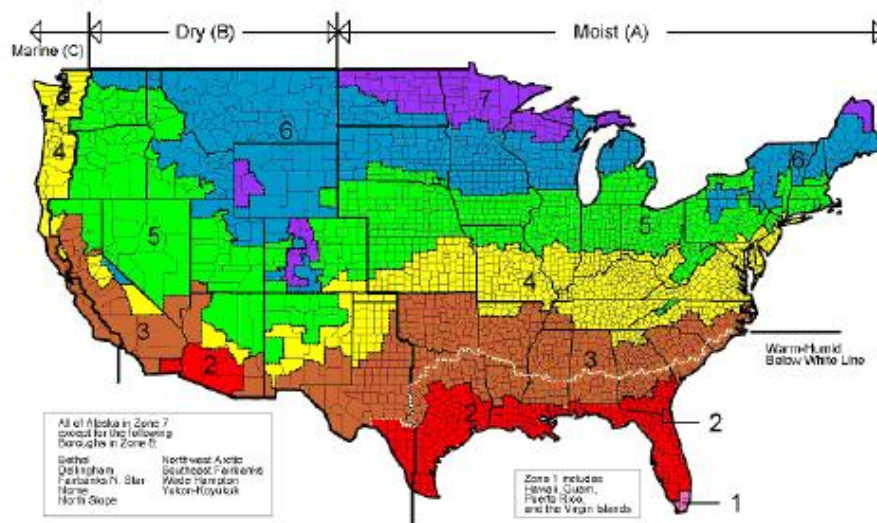 Dry (B)
Moist (A)
Marine (C)
7
6
6
4
5
5
4
3
3
2
2
2
1
Warm-Humid
Below White Line
All of Alaska in Zone 7
except for the following
Boroughs in Zone 8:
Bethel
Northwest Arctic
Dellingham
Southeast Fairbanks
Fairbanks N. Star
Wade Hampton
Nome
Yukon-Koyukuk
North Slope
Zone 1 includes
Hawaii, Guam,
Puerto Rico,
and the Virgin Islands